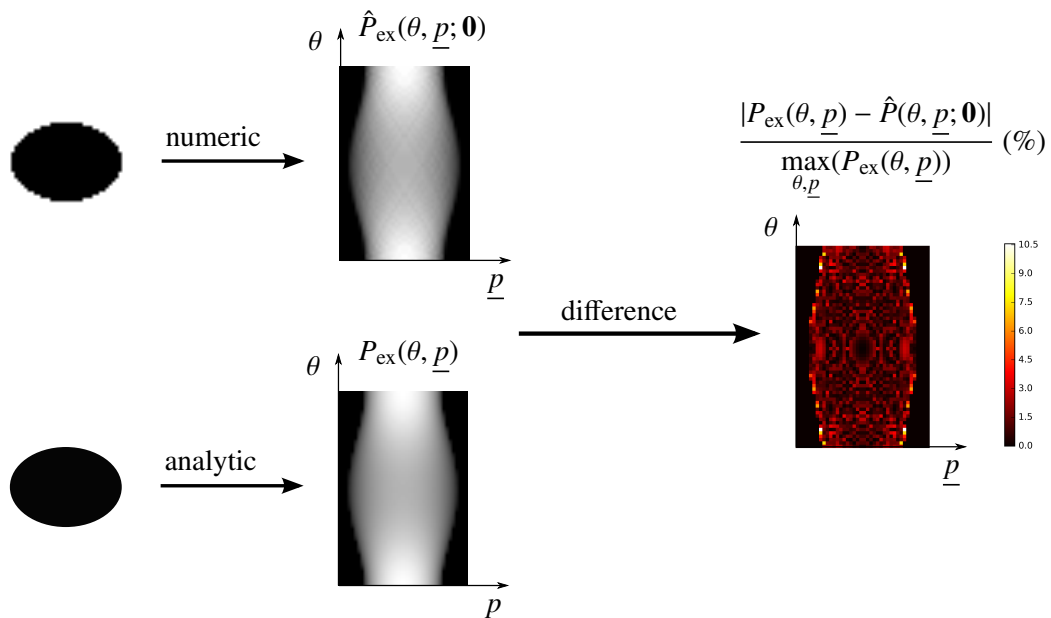 P̂ex(θ, p; 0)
θ
numeric
p
|Pex(θ, p) − P̂(θ, p; 0)|
(%)
max(Pex(θ, p))
θ,p
θ
10.5
9.0
7.5
6.0
4.5
3.0
1.5
0.0
p
difference
Pex(θ, p)
θ
analytic
p